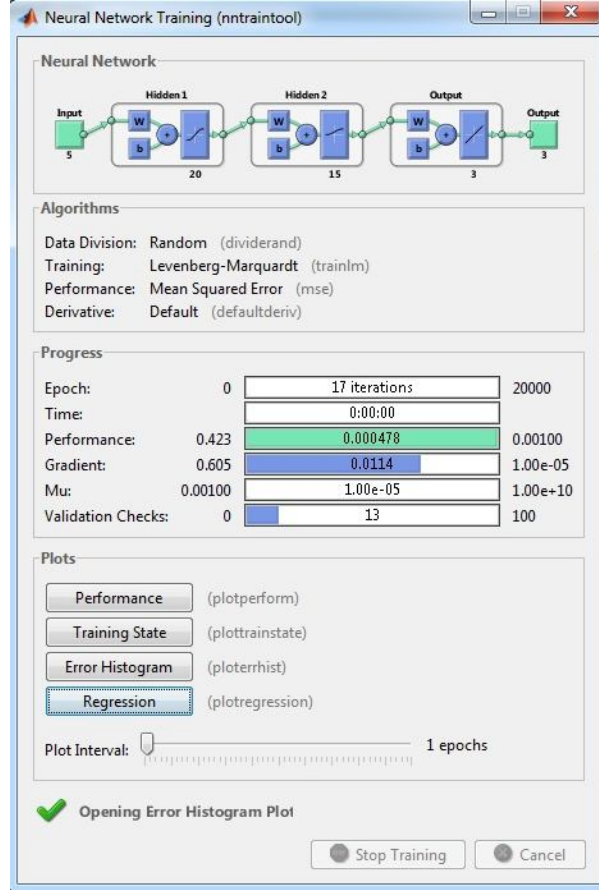 Neural Network Training (nntraintool)
Neural Network
Hidden 1 Hidden 2 Output
Input W b + W b + W b + Output
5 20 15 3 3
Algorithms
Data Division: Random (dividerand)
Training: Levenberg-Marquardt (trainlm)
Performance: Mean Squared Error (mse)
Derivative: Default (defaultderiv)
Progress
Epoch: 0 17 iterations 20000
Time: 0:00:00
Performance: 0.423 0.000478 0.00100
Gradient: 0.605 0.0114 1.00e-05
Mu: 0.00100 1.00e-05 1.00e+10
Validation Checks: 0 13 100
Plots
Performance (plotperform)
Training State (plottrainstate)
Error Histogram (ploterrhist)
Regression (plotregression)
Plot Interval: 1 epochs
Opening Error Histogram Plot
Stop Training Cancel